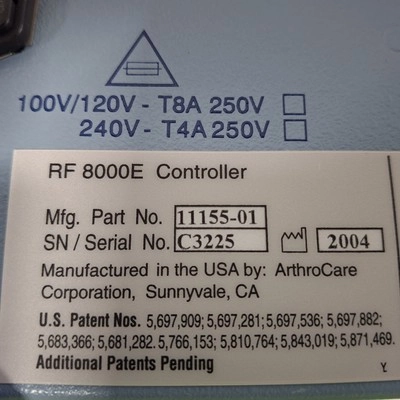 100V/120V - T8A 250V
240V - T4A 250V
RF 8000E Controller
Mfg. Part No. 11155-01
SN / Serial No. C3225 2004
Manufactured in the USA by: ArthroCare
Corporation, Sunnyvale, CA
U.S. Patent Nos. 5,697,909; 5,697,281; 5,697,536; 5,697,882;
5,683,366; 5,681,282. 5,766,153; 5,810,764; 5,843,019; 5,871,469.
Additional Patents Pending
Y.